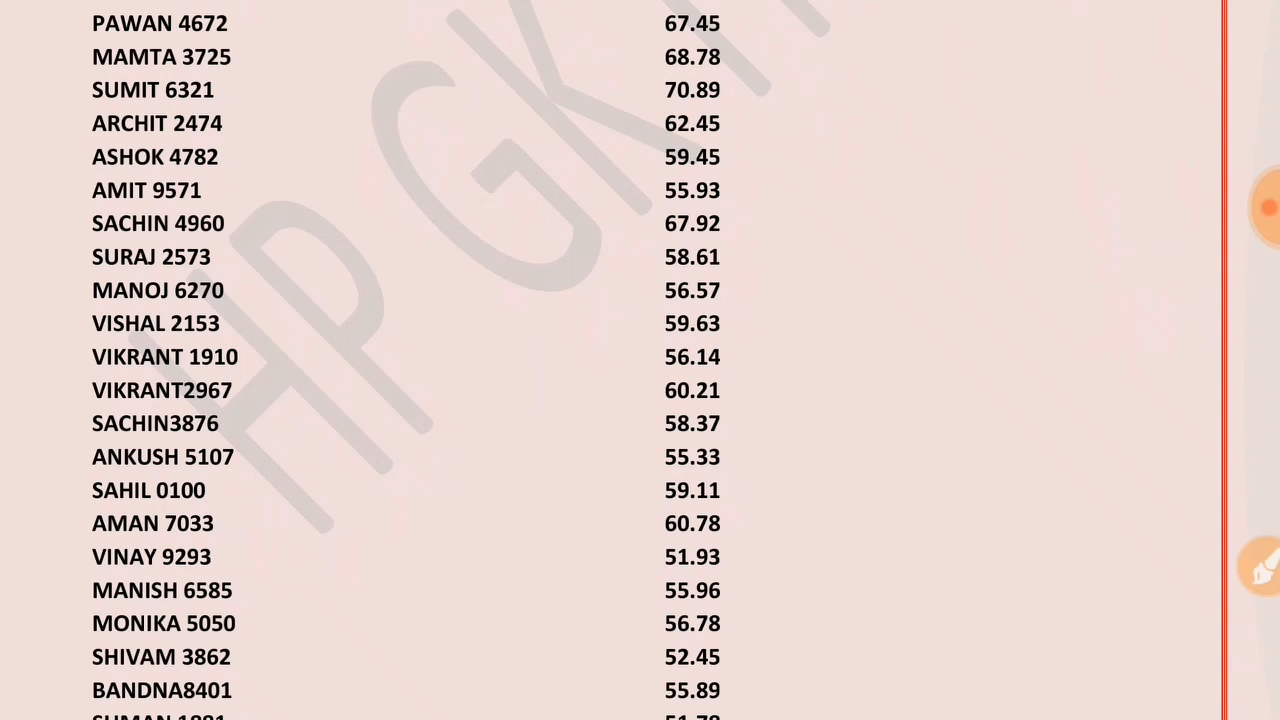 PAWAN 4672 67.45
MAMTA 3725 68.78
SUMIT 6321 70.89
ARCHIT 2474 62.45
ASHOK 4782 59.45
AMIT 9571 55.93
SACHIN 4960 67.92
SURAJ 2573 58.61
MANOJ 6270 56.57
VISHAL 2153 59.63
VIKRANT 1910 56.14
VIKRANT2967 60.21
SACHIN3876 58.37
ANKUSH 5107 55.33
SAHIL 0100 59.11
AMAN 7033 60.78
VINAY 9293 51.93
MANISH 6585 55.96
MONIKA 5050 56.78
SHIVAM 3862 52.45
BANDNA8401 55.89
HP GK